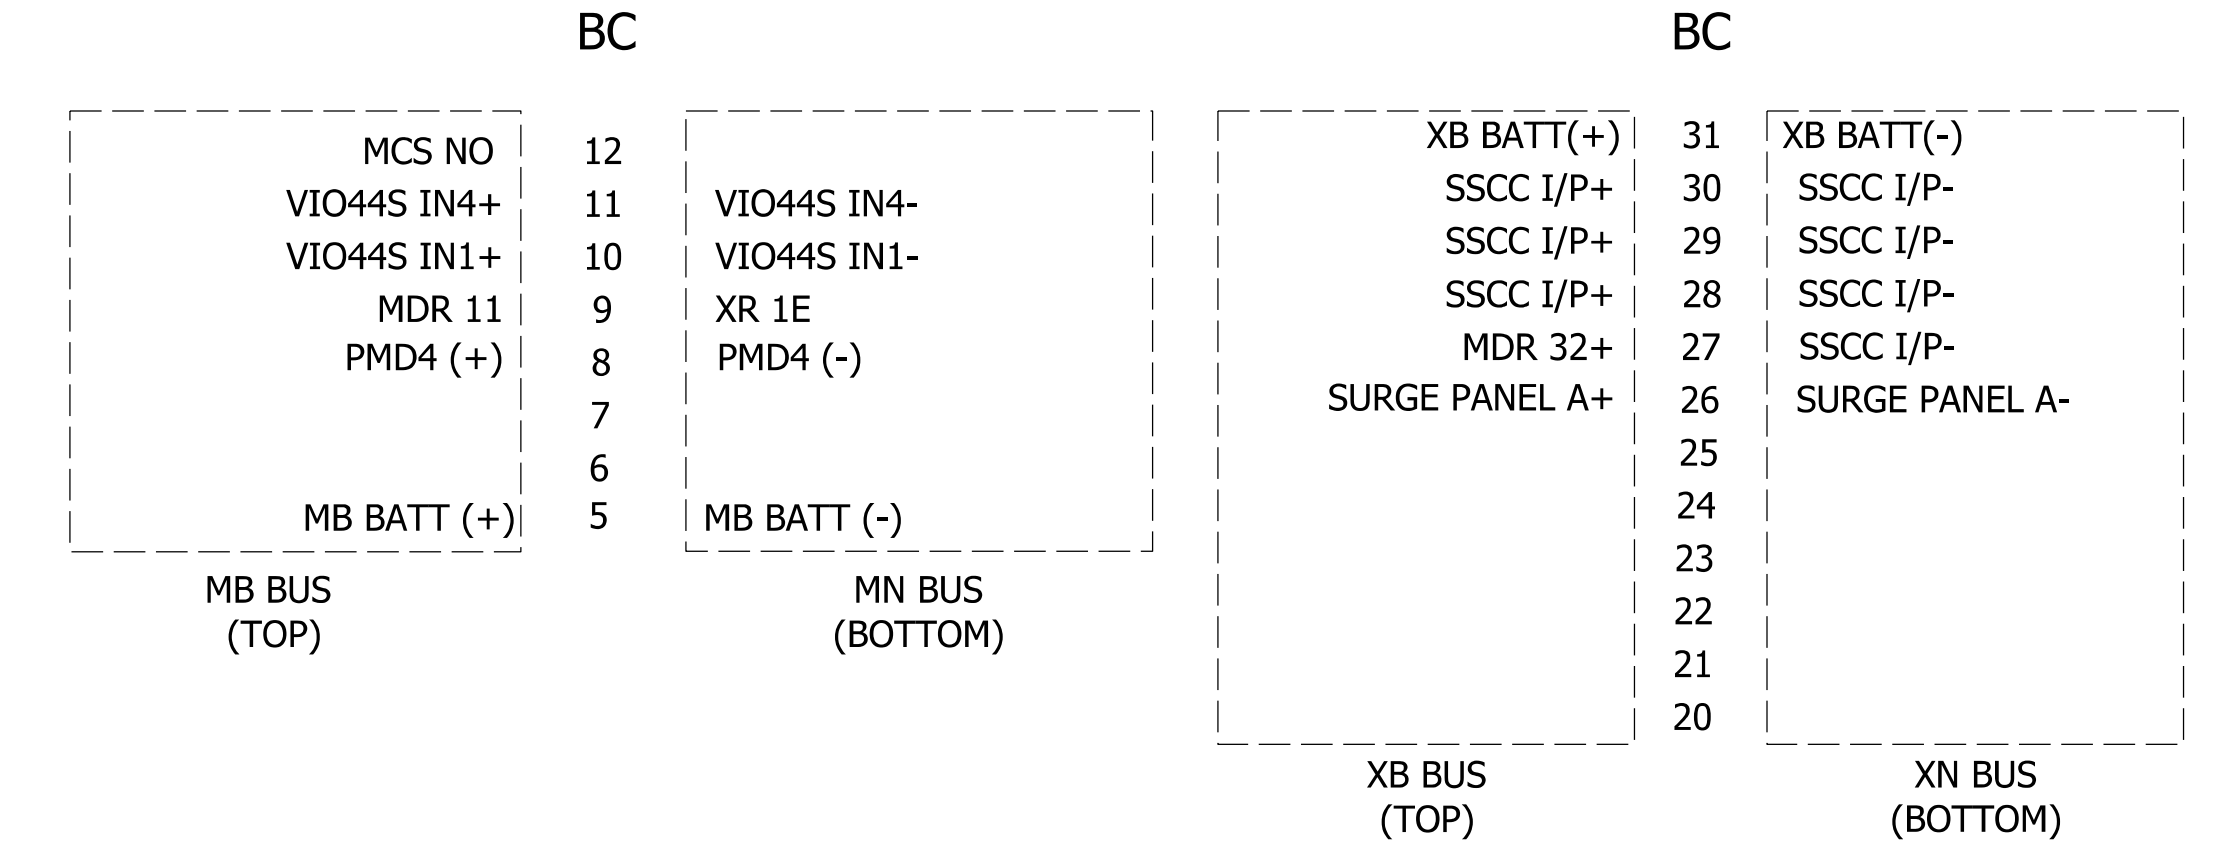 BC
BC
MCS NO 12
VIO44S IN4+ 11 VIO44S IN4-
VIO44S IN1+ 10 VIO44S IN1-
MDR 11 9 XR 1E
PMD4 (+) 8 PMD4 (-)
7
6
MB BATT (+) 5 MB BATT (-)
MB BUS
(TOP)
MN BUS
(BOTTOM)
XB BATT(+) 31 XB BATT(-)
SSCC I/P+ 30 SSCC I/P-
SSCC I/P+ 29 SSCC I/P-
SSCC I/P+ 28 SSCC I/P-
MDR 32+ 27 SSCC I/P-
SURGE PANEL A+ 26 SURGE PANEL A-
25
24
23
22
21
20
XB BUS
(TOP)
XN BUS
(BOTTOM)